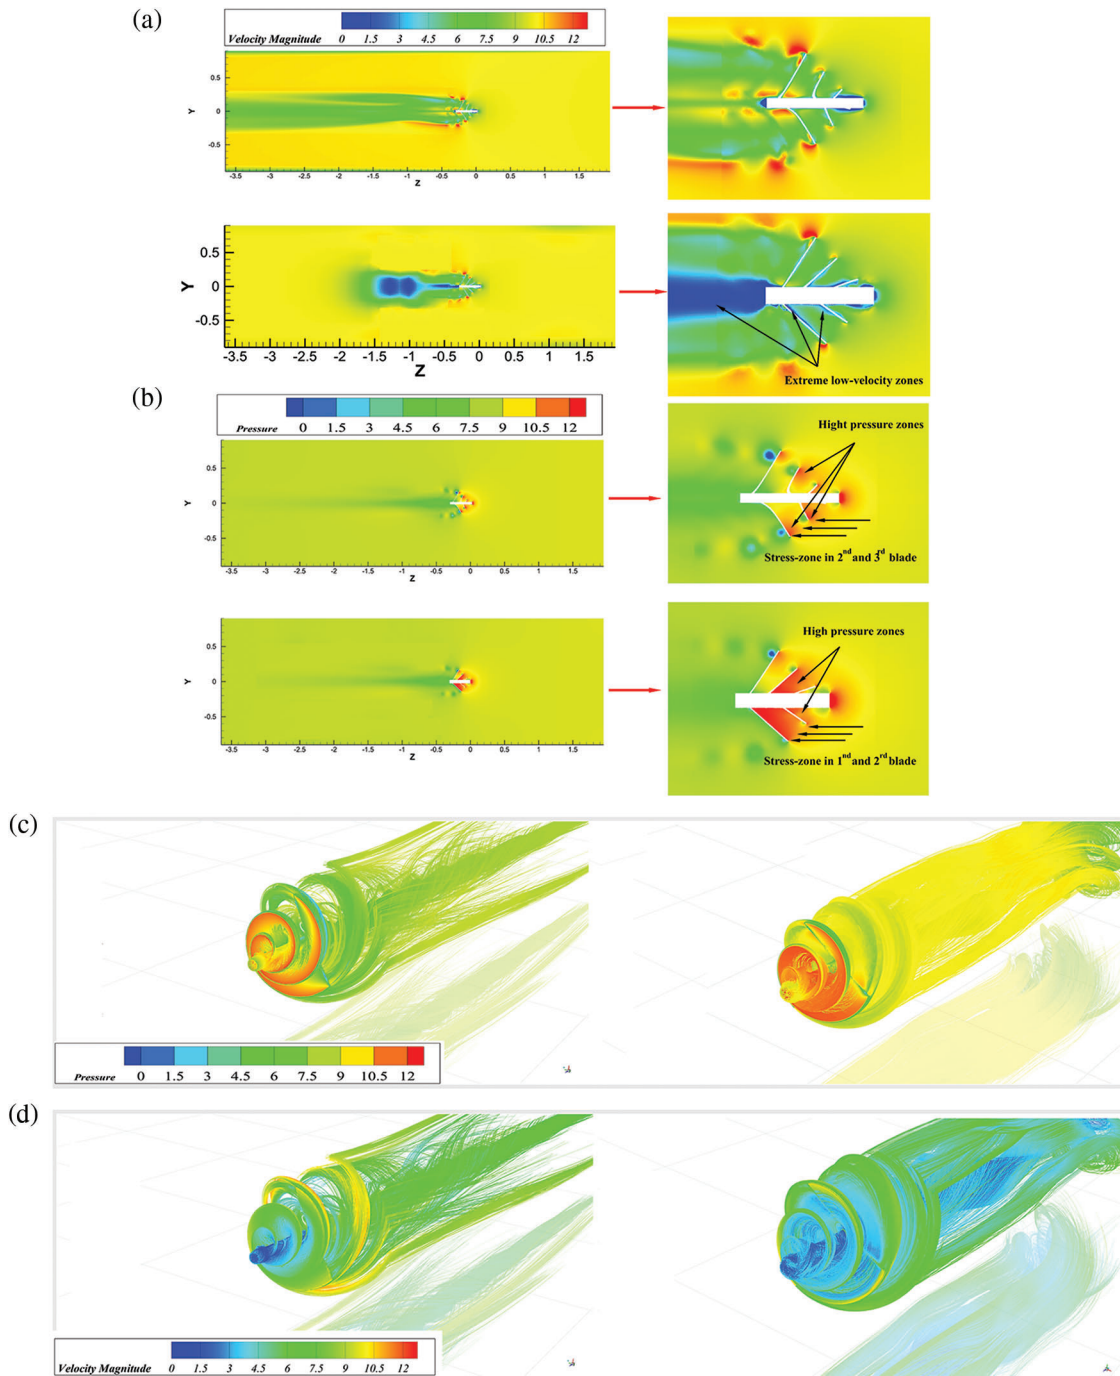 (a)
Velocity Magnitude 0 1.5 3 4.5 6 7.5 9 10.5 12
Y
0.5
0
-0.5
-3.5 -3 -2.5 -2 -1.5 -1 -0.5 0 0.5 1 1.5
Z
Y
0.5
0
-0.5
-3.5 -3 -2.5 -2 -1.5 -1 -0.5 0 0.5 1 1.5
Z
Extreme low-velocity zones
(b)
Pressure 0 1.5 3 4.5 6 7.5 9 10.5 12
Y
0.5
0
-0.5
-3.5 -3 -2.5 -2 -1.5 -1 -0.5 0 0.5 1 1.5
Z
Hight pressure zones
Stress-zone in 2nd and 3rd blade
Y
0.5
0
-0.5
-3.5 -3 -2.5 -2 -1.5 -1 -0.5 0 0.5 1 1.5
Z
High pressure zones
Stress-zone in 1nd and 2rd blade
(c)
Pressure 0 1.5 3 4.5 6 7.5 9 10.5 12
(d)
Velocity Magnitude 0 1.5 3 4.5 6 7.5 9 10.5 12